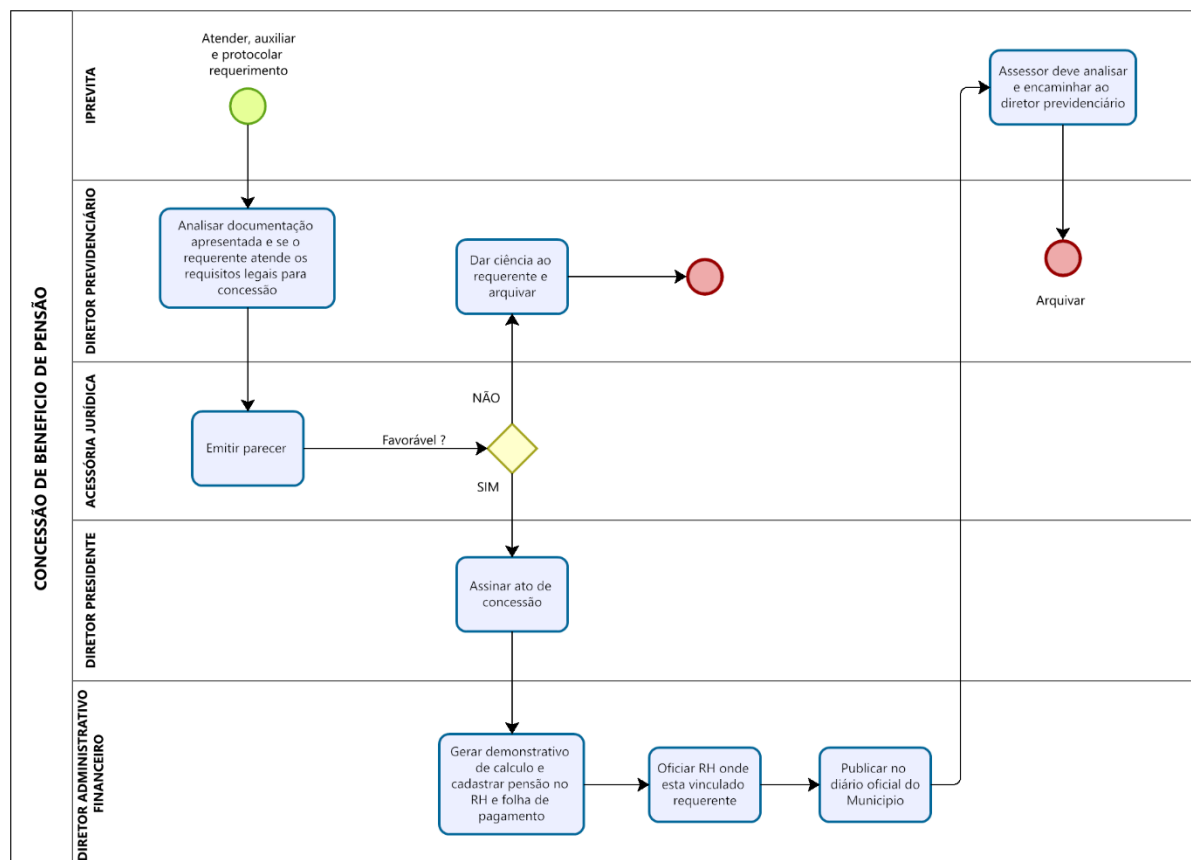 CONCESSÃO DE BENEFICIO DE PENSÃO
IPREVITA
Atender, auxiliar
e protocolar
requerimento
Assessor deve analisar
e encaminhar ao
diretor previdenciário
DIRETOR PREVIDENCIÁRIO
Analisar documentação
apresentada e se o
requerente atende os
requisitos legais para
concessão
Dar ciência ao
requerente e
arquivar
Arquivar
ACESSÓRIA JURÍDICA
Emitir parecer
Favorável ?
NÃO
SIM
DIRETOR PRESIDENTE
Assinar ato de
concessão
DIRETOR ADMINISTRATIVO
FINANCEIRO
Gerar demonstrativo
de calculo e
cadastrar pensão no
RH e folha de
pagamento
Oficiar RH onde
esta vinculado
requerente
Publicar no
diário oficial do
Municipio